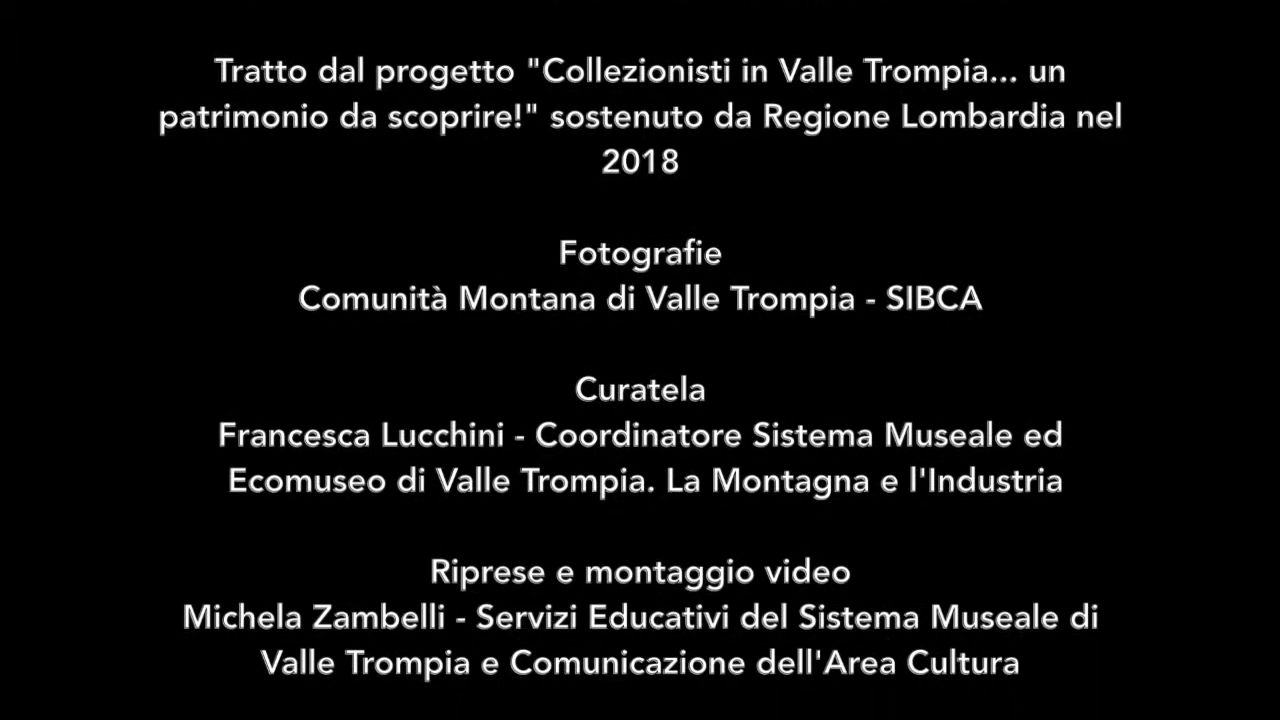 Tratto dal progetto "Collezionisti in Valle Trompia... un
patrimonio da scoprire!" sostenuto da Regione Lombardia nel
2018
Fotografie
Comunità Montana di Valle Trompia - SIBCA
Curatela
Francesca Lucchini - Coordinatore Sistema Museale ed
Ecomuseo di Valle Trompia. La Montagna e l'Industria
Riprese e montaggio video
Michela Zambelli - Servizi Educativi del Sistema Museale di
Valle Trompia e Comunicazione dell'Area Cultura